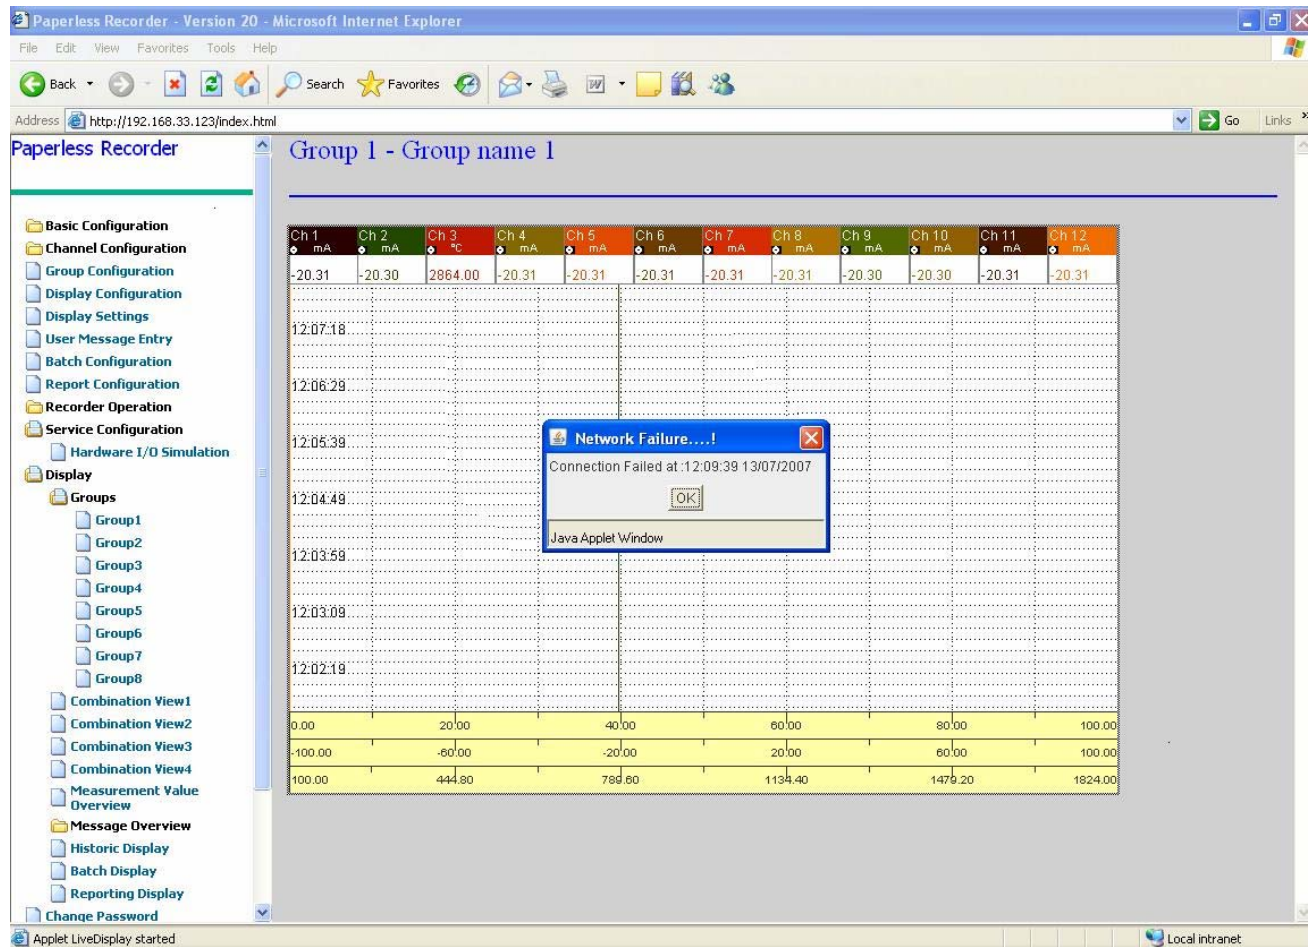 Paperless Recorder - Version 20 - Microsoft Internet Explorer
File Edit View Favorites Tools Help
Back Search Favorites
Address http://192.168.33.123/index.html Go Links »
Paperless Recorder
Basic Configuration
Channel Configuration
Group Configuration
Display Configuration
Display Settings
User Message Entry
Batch Configuration
Report Configuration
Recorder Operation
Service Configuration
Hardware I/O Simulation
Display
Groups
Group1
Group2
Group3
Group4
Group5
Group6
Group7
Group8
Combination View1
Combination View2
Combination View3
Combination View4
Measurement Value
Overview
Message Overview
Historic Display
Batch Display
Reporting Display
Change Password
Group 1 - Group name 1
Ch 1 Ch 2 Ch 3 Ch 4 Ch 5 Ch 6 Ch 7 Ch 8 Ch 9 Ch 10 Ch 11 Ch 12
mA mA °C mA mA mA mA mA mA mA mA mA
-20.31 -20.30 2864.00 -20.31 -20.31 -20.31 -20.31 -20.31 -20.30 -20.30 -20.31 -20.31
12:07:18
12:06:29
12:05:39
12:04:49
12:03:59
12:03:09
12:02:19
Network Failure....!
Connection Failed at :12:09:39 13/07/2007
OK
Java Applet Window
0.00 20.00 40.00 60.00 80.00 100.00
-100.00 -60.00 -20.00 20.00 60.00 100.00
100.00 444.80 789.60 1134.40 1479.20 1824.00
Applet LiveDisplay started Local intranet